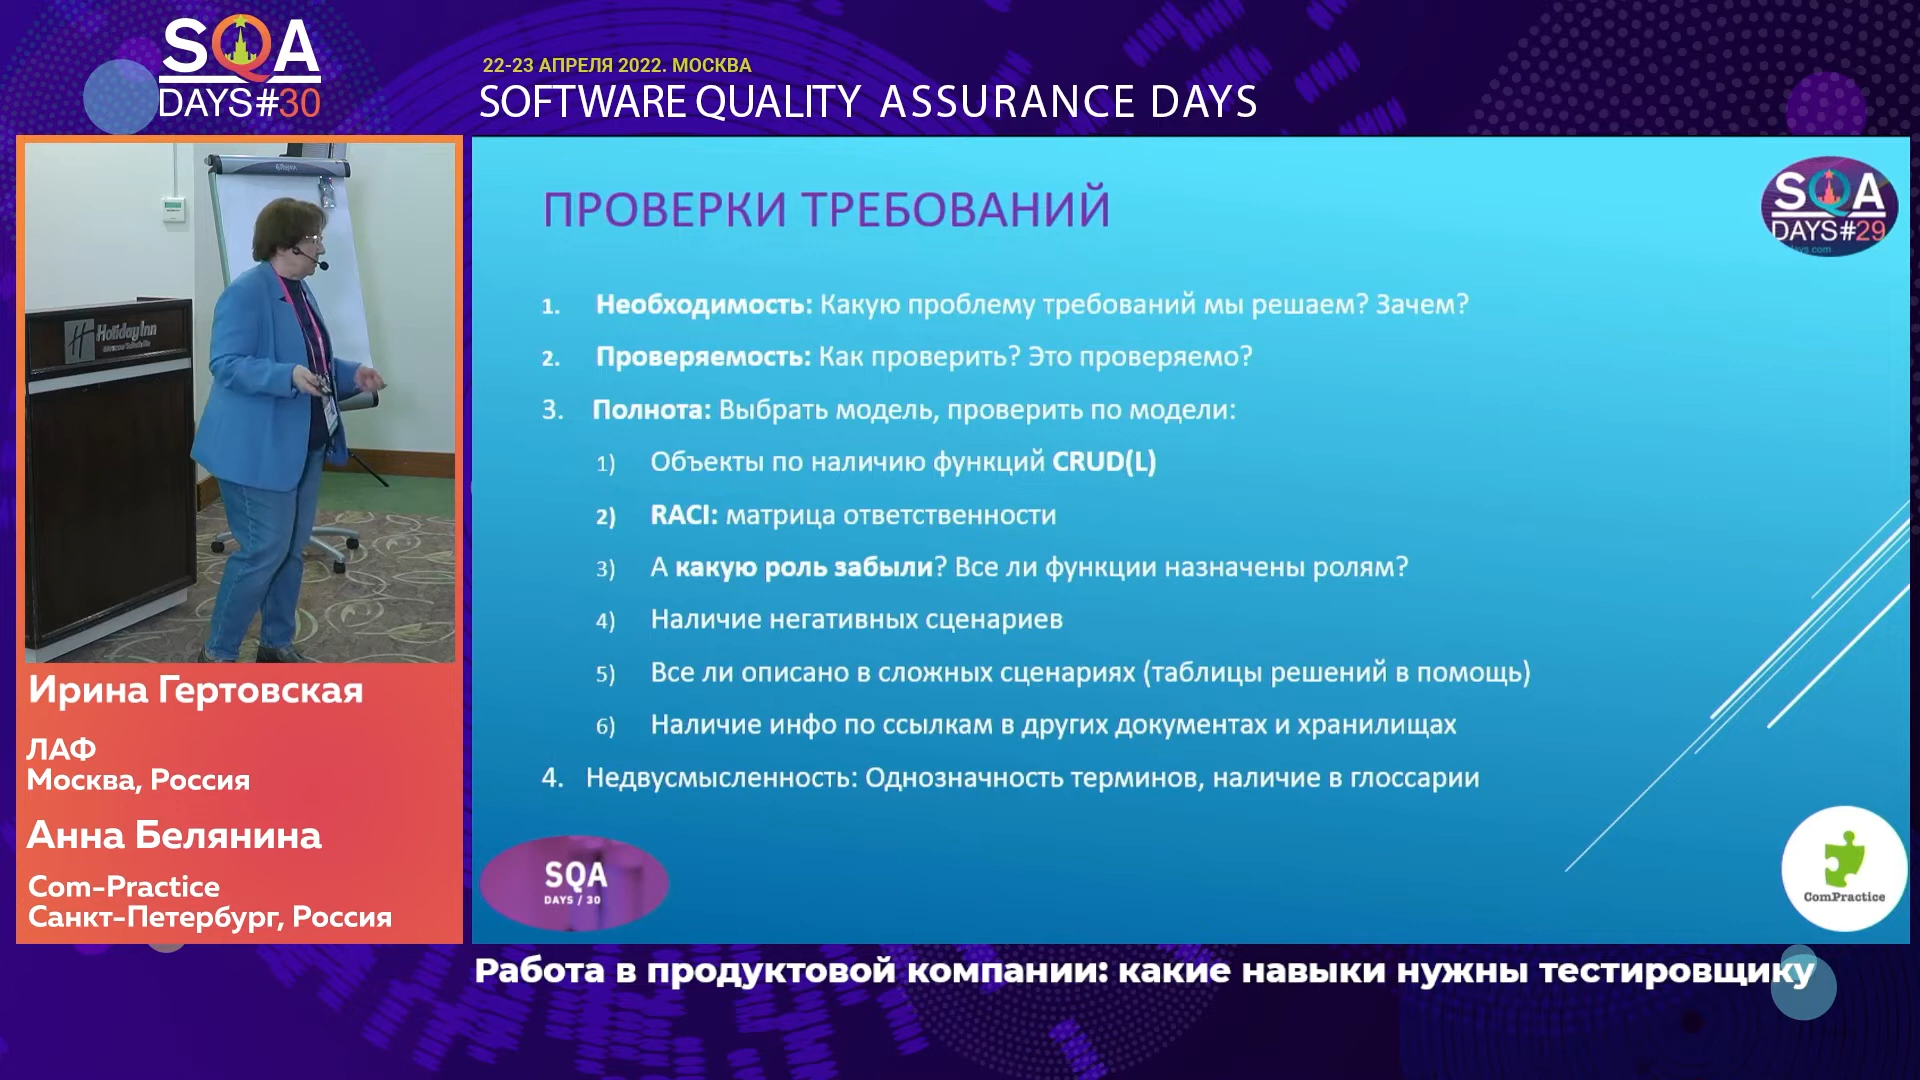 SQA
DAYS#30
22-23 АПРЕЛЯ 2022. МОСКВА
SOFTWARE QUALITY ASSURANCE DAYS
Holiday Inn
ПРОВЕРКИ ТРЕБОВАНИЙ
SQA
DAYS#29
1. Необходимость: Какую проблему требований мы решаем? Зачем?
2. Проверяемость: Как проверить? Это проверяемо?
3. Полнота: Выбрать модель, проверить по модели:
1) Объекты по наличию функций CRUD(L)
2) RACI: матрица ответственности
3) А какую роль забыли? Все ли функции назначены ролям?
4) Наличие негативных сценариев
5) Все ли описано в сложных сценариях (таблицы решений в помощь)
6) Наличие инфо по ссылкам в других документах и хранилищах
4. Недвусмысленность: Однозначность терминов, наличие в глоссарии
SQA
DAYS / 30
ComPractice
Ирина Гертовская
ЛАФ
Москва, Россия
Анна Белянина
Com-Practice
Санкт-Петербург, Россия
Работа в продуктовой компании: какие навыки нужны тестировщику